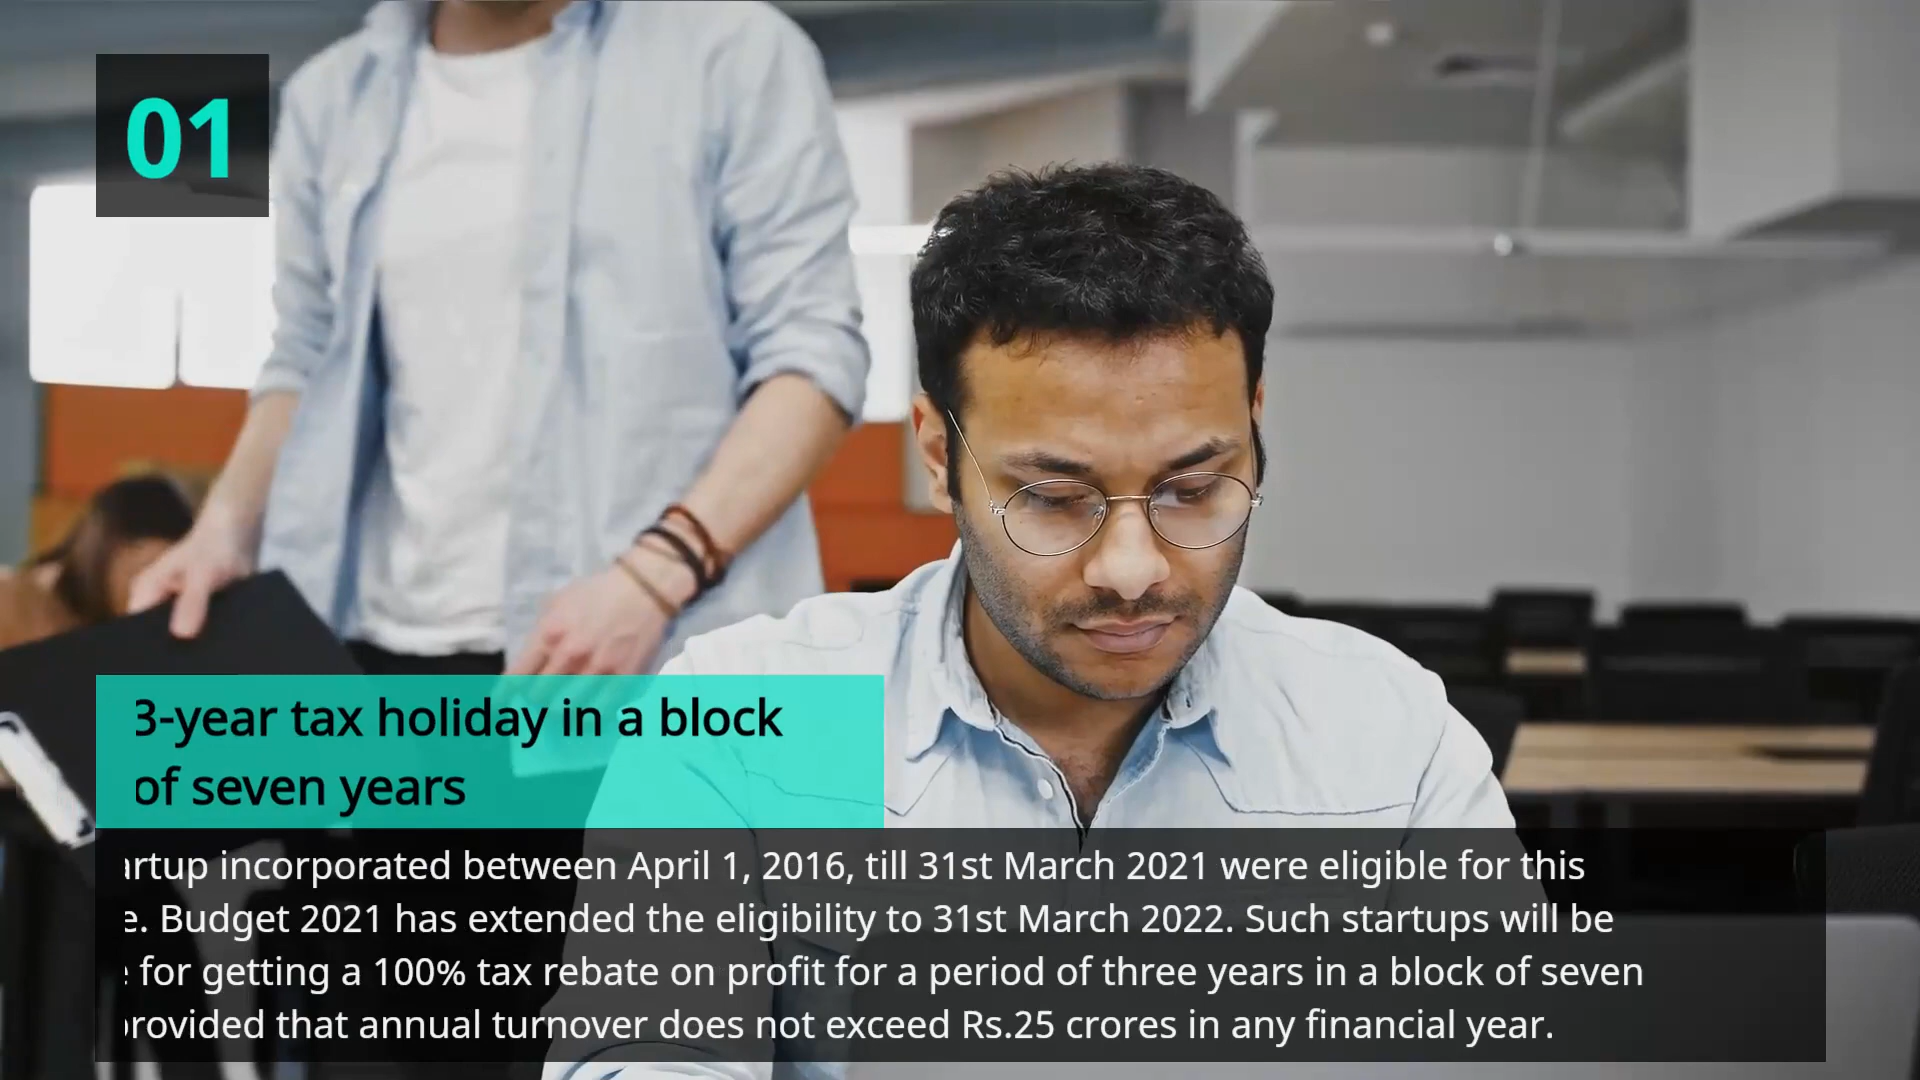 01
3-year tax holiday in a block
of seven years
incorporated between April 1, 2016, till 31st March 2021 were eligible for this
Budget 2021 has extended the eligibility to 31st March 2022. Such startups will be
for getting a 100% tax rebate on profit for a period of three years in a block of seven
provided that annual turnover does not exceed Rs.25 crores in any financial year.